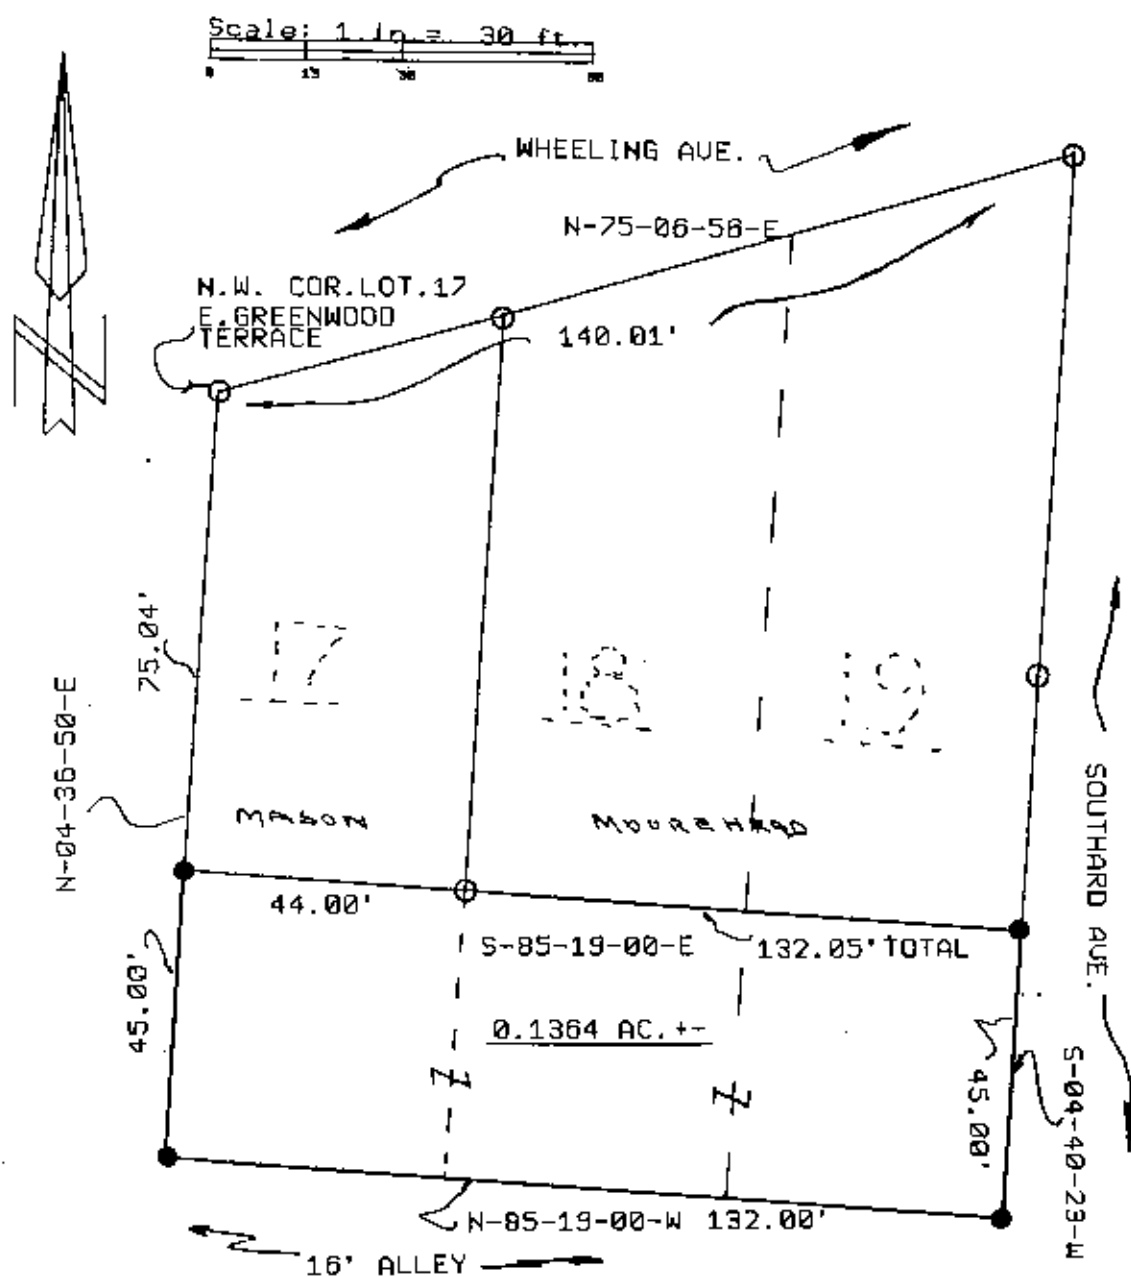 Scale: 1 in = 30 ft.
0 15 30 60
WHEELING AVE.
N-75-06-58-E
N.W. COR.LOT.17
E.GREENWOOD
TERRACE
140.01'
75.04'
N-04-36-50-E
17
18
19
MASON
MOOREHEAD
SOUTHARD AVE.
44.00'
S-85-19-00-E
132.05' TOTAL
45.00'
0.1364 AC.+-
45.00'
S-04-40-23-W
N-85-19-00-W 132.00'
16' ALLEY